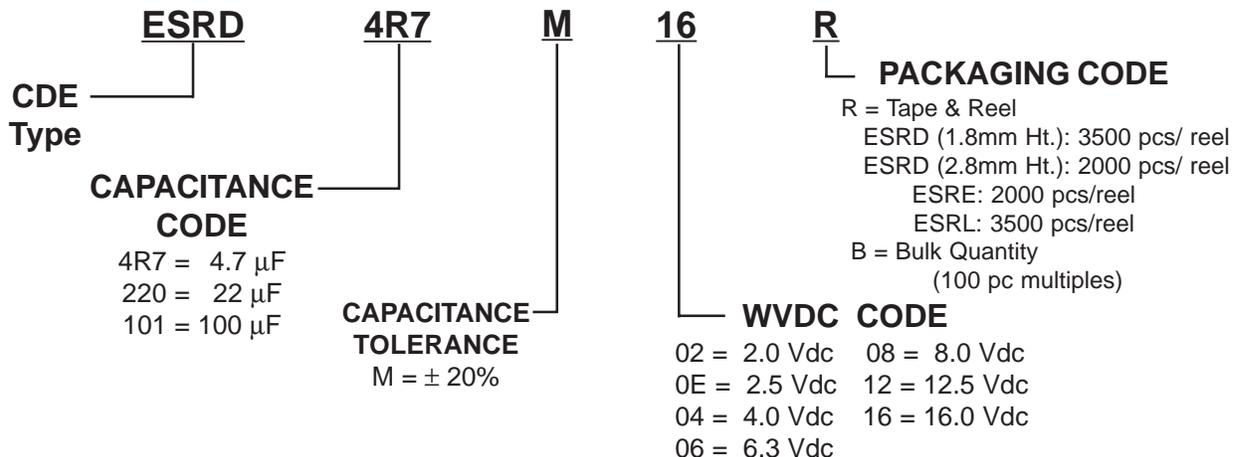 ESRD 4R7 M 16 R
CDE
Type
CAPACITANCE
CODE
4R7 = 4.7 µF
220 = 22 µF
101 = 100 µF
CAPACITANCE
TOLERANCE
M = ± 20%
WVDC CODE
02 = 2.0 Vdc 08 = 8.0 Vdc
0E = 2.5 Vdc 12 = 12.5 Vdc
04 = 4.0 Vdc 16 = 16.0 Vdc
06 = 6.3 Vdc
PACKAGING CODE
R = Tape & Reel
ESRD (1.8mm Ht.): 3500 pcs/ reel
ESRD (2.8mm Ht.): 2000 pcs/ reel
ESRE: 2000 pcs/reel
ESRL: 3500 pcs/reel
B = Bulk Quantity
(100 pc multiples)